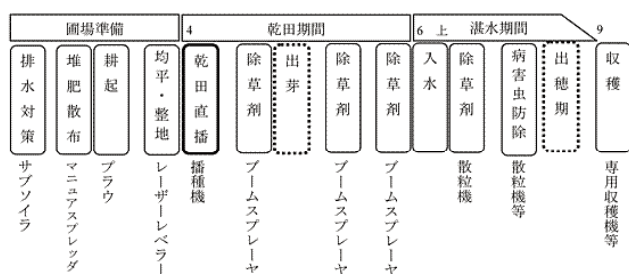 圃場準備
4 乾田期間
6 上 湛水期間
9
排水対策
堆肥散布
耕起
均平・整地
乾田直播
除草剤
出芽
除草剤
除草剤
入水
除草剤
病害虫防除
出穂期
収穫
サブソイラ
マニュアスプレッダ
プラウ
レーザーレベラー
播種機
ブームスプレーヤ
ブームスプレーヤ
ブームスプレーヤ
散粒機
散粒機等
専用収穫機等